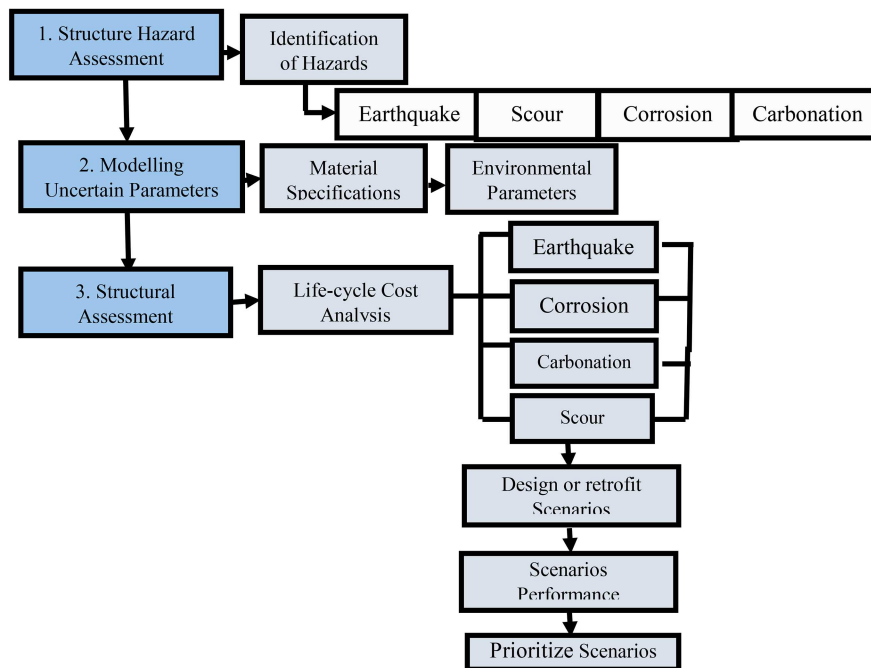 1. Structure Hazard
Assessment
Identification
of Hazards
Earthquake
Scour
Corrosion
Carbonation
2. Modelling
Uncertain Parameters
Material
Specifications
Environmental
Parameters
3. Structural
Assessment
Life-cycle Cost
Analysis
Earthquake
Corrosion
Carbonation
Scour
Design or retrofit
Scenarios
Scenarios
Performance
Prioritize Scenarios